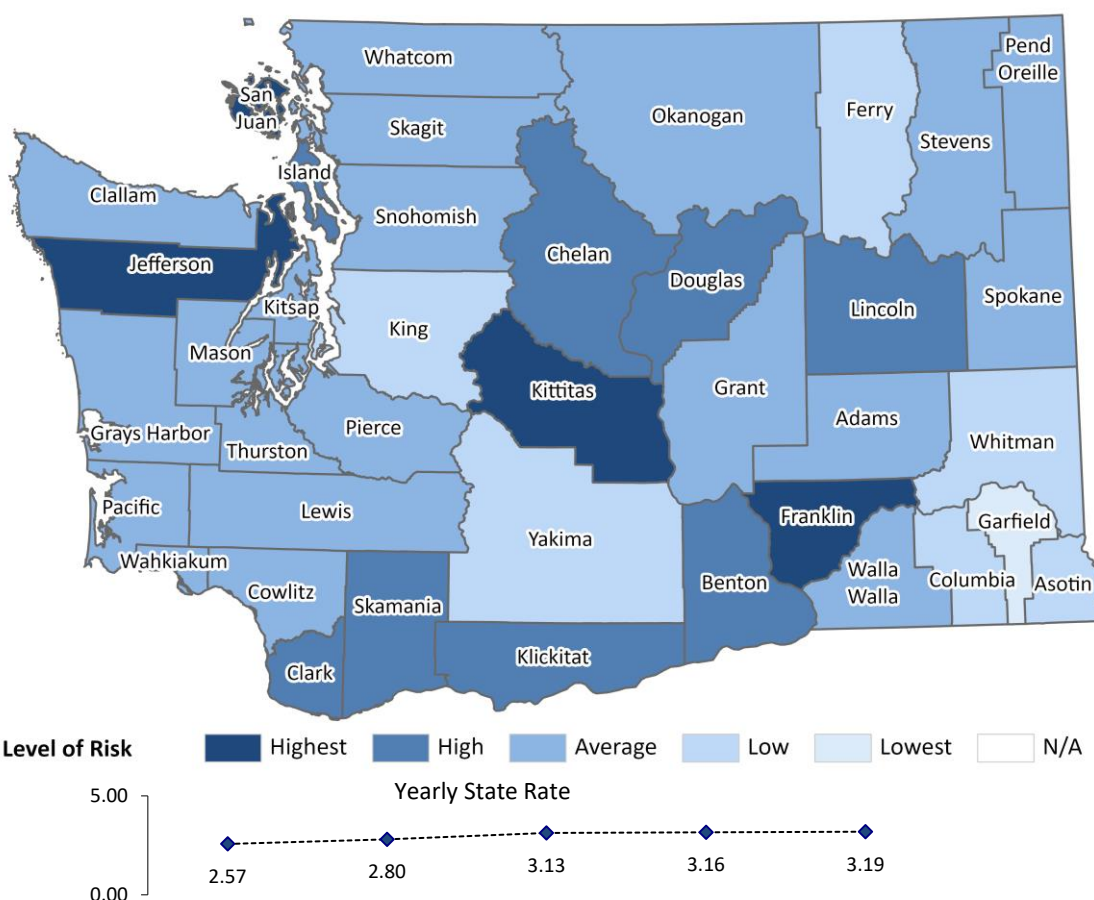 Whatcom
Pend
Oreille
San
Juan
Okanogan
Ferry
Skagit
Stevens
Island
Clallam
Snohomish
Chelan
Jefferson
Douglas
Lincoln
Spokane
Kitsap
King
Mason
Kittitas
Grant
Adams
Pierce
Grays Harbor
Whitman
Thurston
Pacific
Lewis
Franklin
Garfield
Yakima
Wahkiakum
Walla
Walla
Benton
Columbia
Asotin
Cowlitz
Skamania
Klickitat
Clark
Level of Risk Highest High Average Low Lowest N/A
Yearly State Rate
5.00
2.57 2.80 3.13 3.16 3.19
0.00